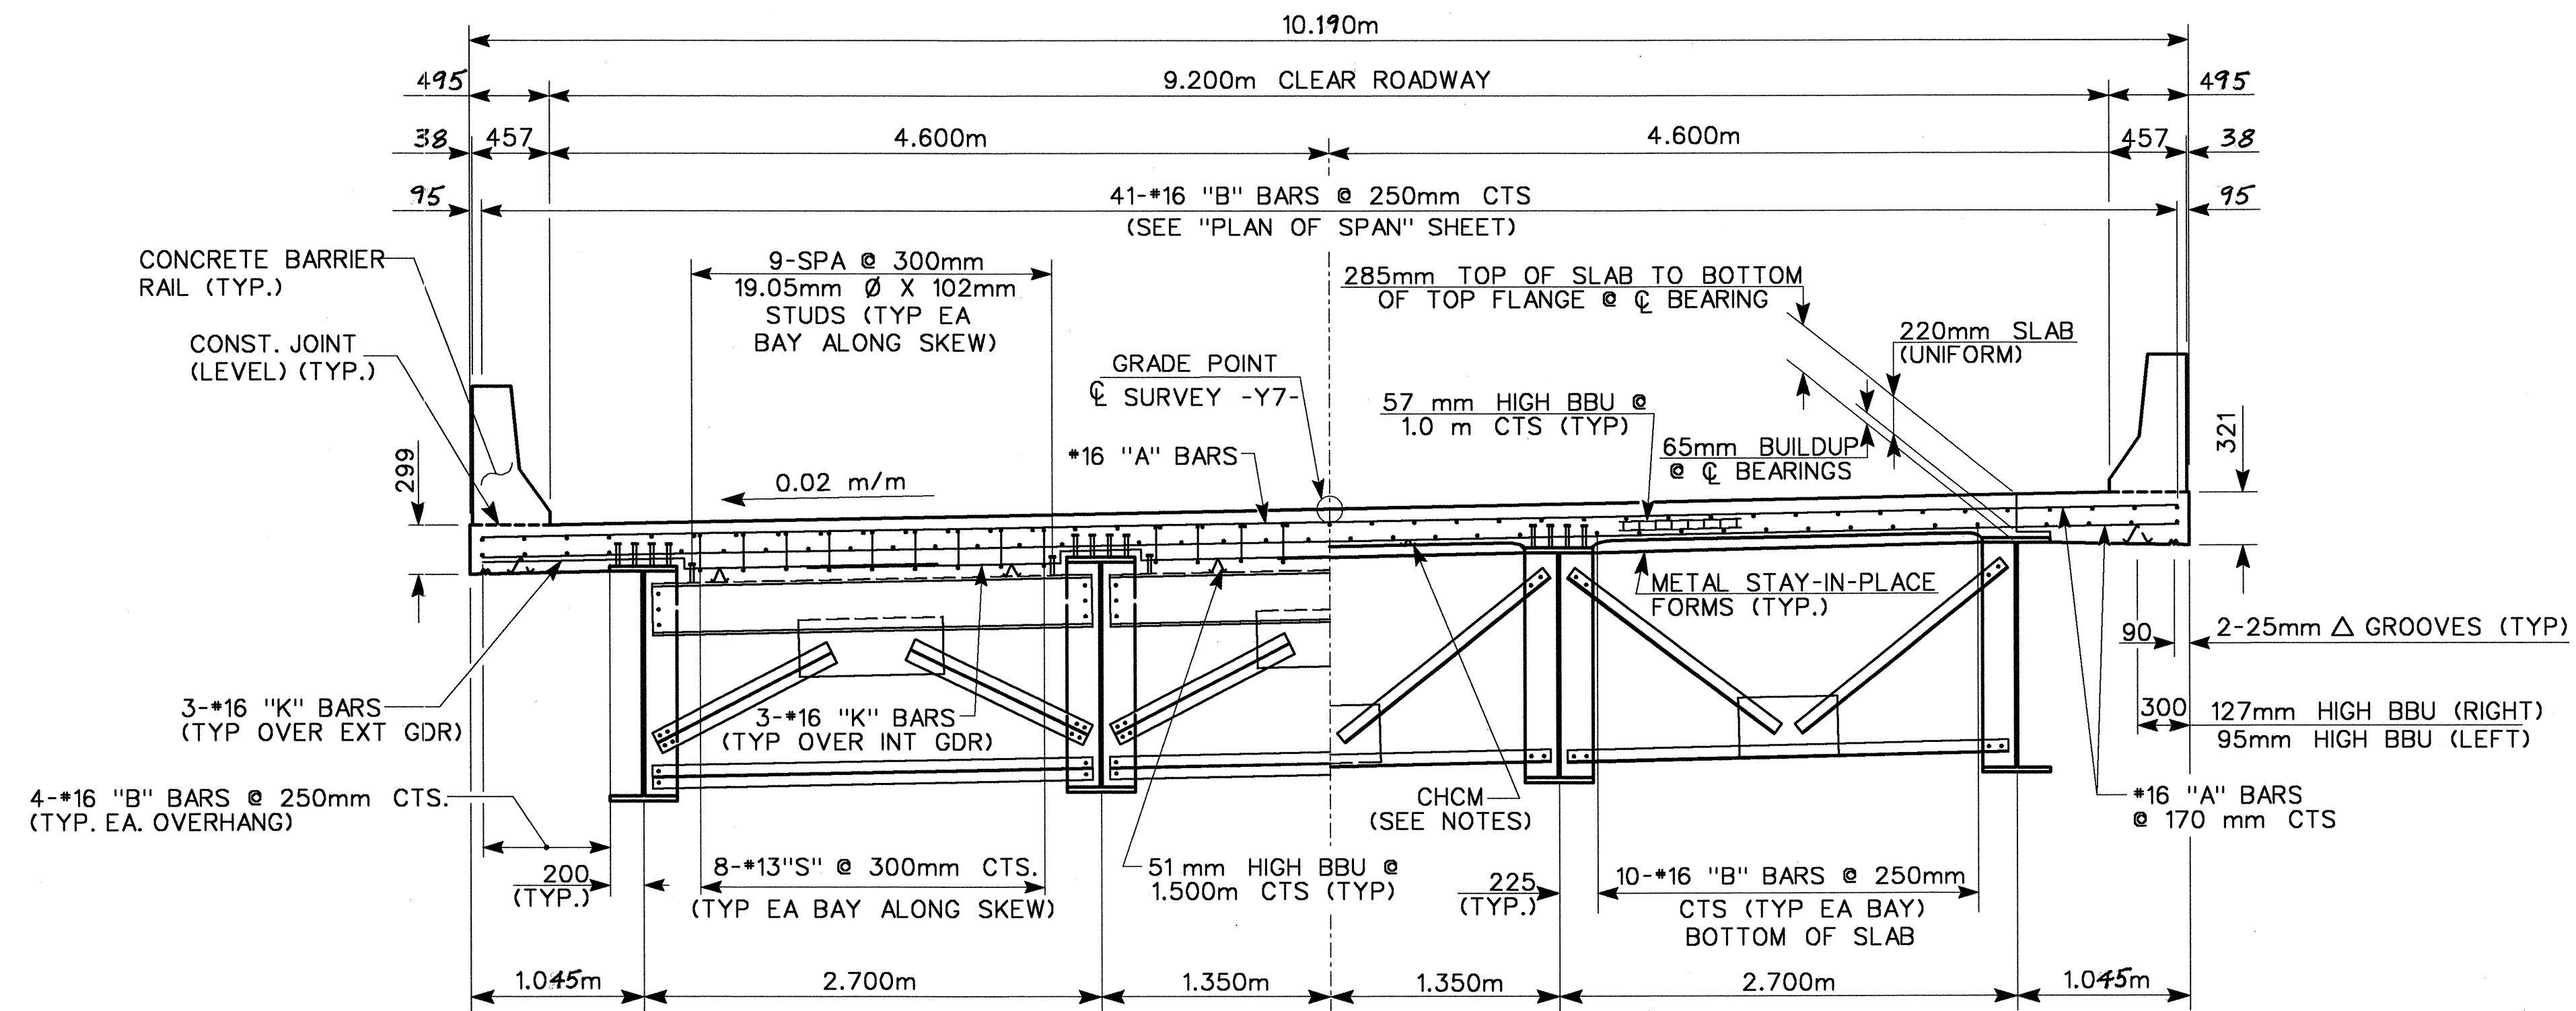 10.190m
495
9.200m CLEAR ROADWAY
495
38
457
4.600m
4.600m
457
38
95
41-#16 "B" BARS @ 250mm CTS
95
(SEE "PLAN OF SPAN" SHEET)
CONCRETE BARRIER
RAIL (TYP.)
9-SPA @ 300mm
19.05mm Ø X 102mm
STUDS (TYP EA
BAY ALONG SKEW)
285mm TOP OF SLAB TO BOTTOM
OF TOP FLANGE @ ℄ BEARING
220mm SLAB
(UNIFORM)
CONST. JOINT
(LEVEL) (TYP.)
GRADE POINT
℄ SURVEY -Y7-
57 mm HIGH BBU @
1.0 m CTS (TYP)
65mm BUILDUP
@ ℄ BEARINGS
321
299
#16 "A" BARS
0.02 m/m
METAL STAY-IN-PLACE
FORMS (TYP.)
90
2-25mm △ GROOVES (TYP)
3-#16 "K" BARS
(TYP OVER EXT GDR)
3-#16 "K" BARS
(TYP OVER INT GDR)
300
127mm HIGH BBU (RIGHT)
95mm HIGH BBU (LEFT)
4-#16 "B" BARS @ 250mm CTS.
(TYP. EA. OVERHANG)
CHCM
(SEE NOTES)
#16 "A" BARS
@ 170 mm CTS
200
(TYP.)
8-#13"S" @ 300mm CTS.
(TYP EA BAY ALONG SKEW)
51 mm HIGH BBU @
1.500m CTS (TYP)
225
(TYP.)
10-#16 "B" BARS @ 250mm
CTS (TYP EA BAY)
BOTTOM OF SLAB
1.045m
2.700m
1.350m
1.350m
2.700m
1.045m